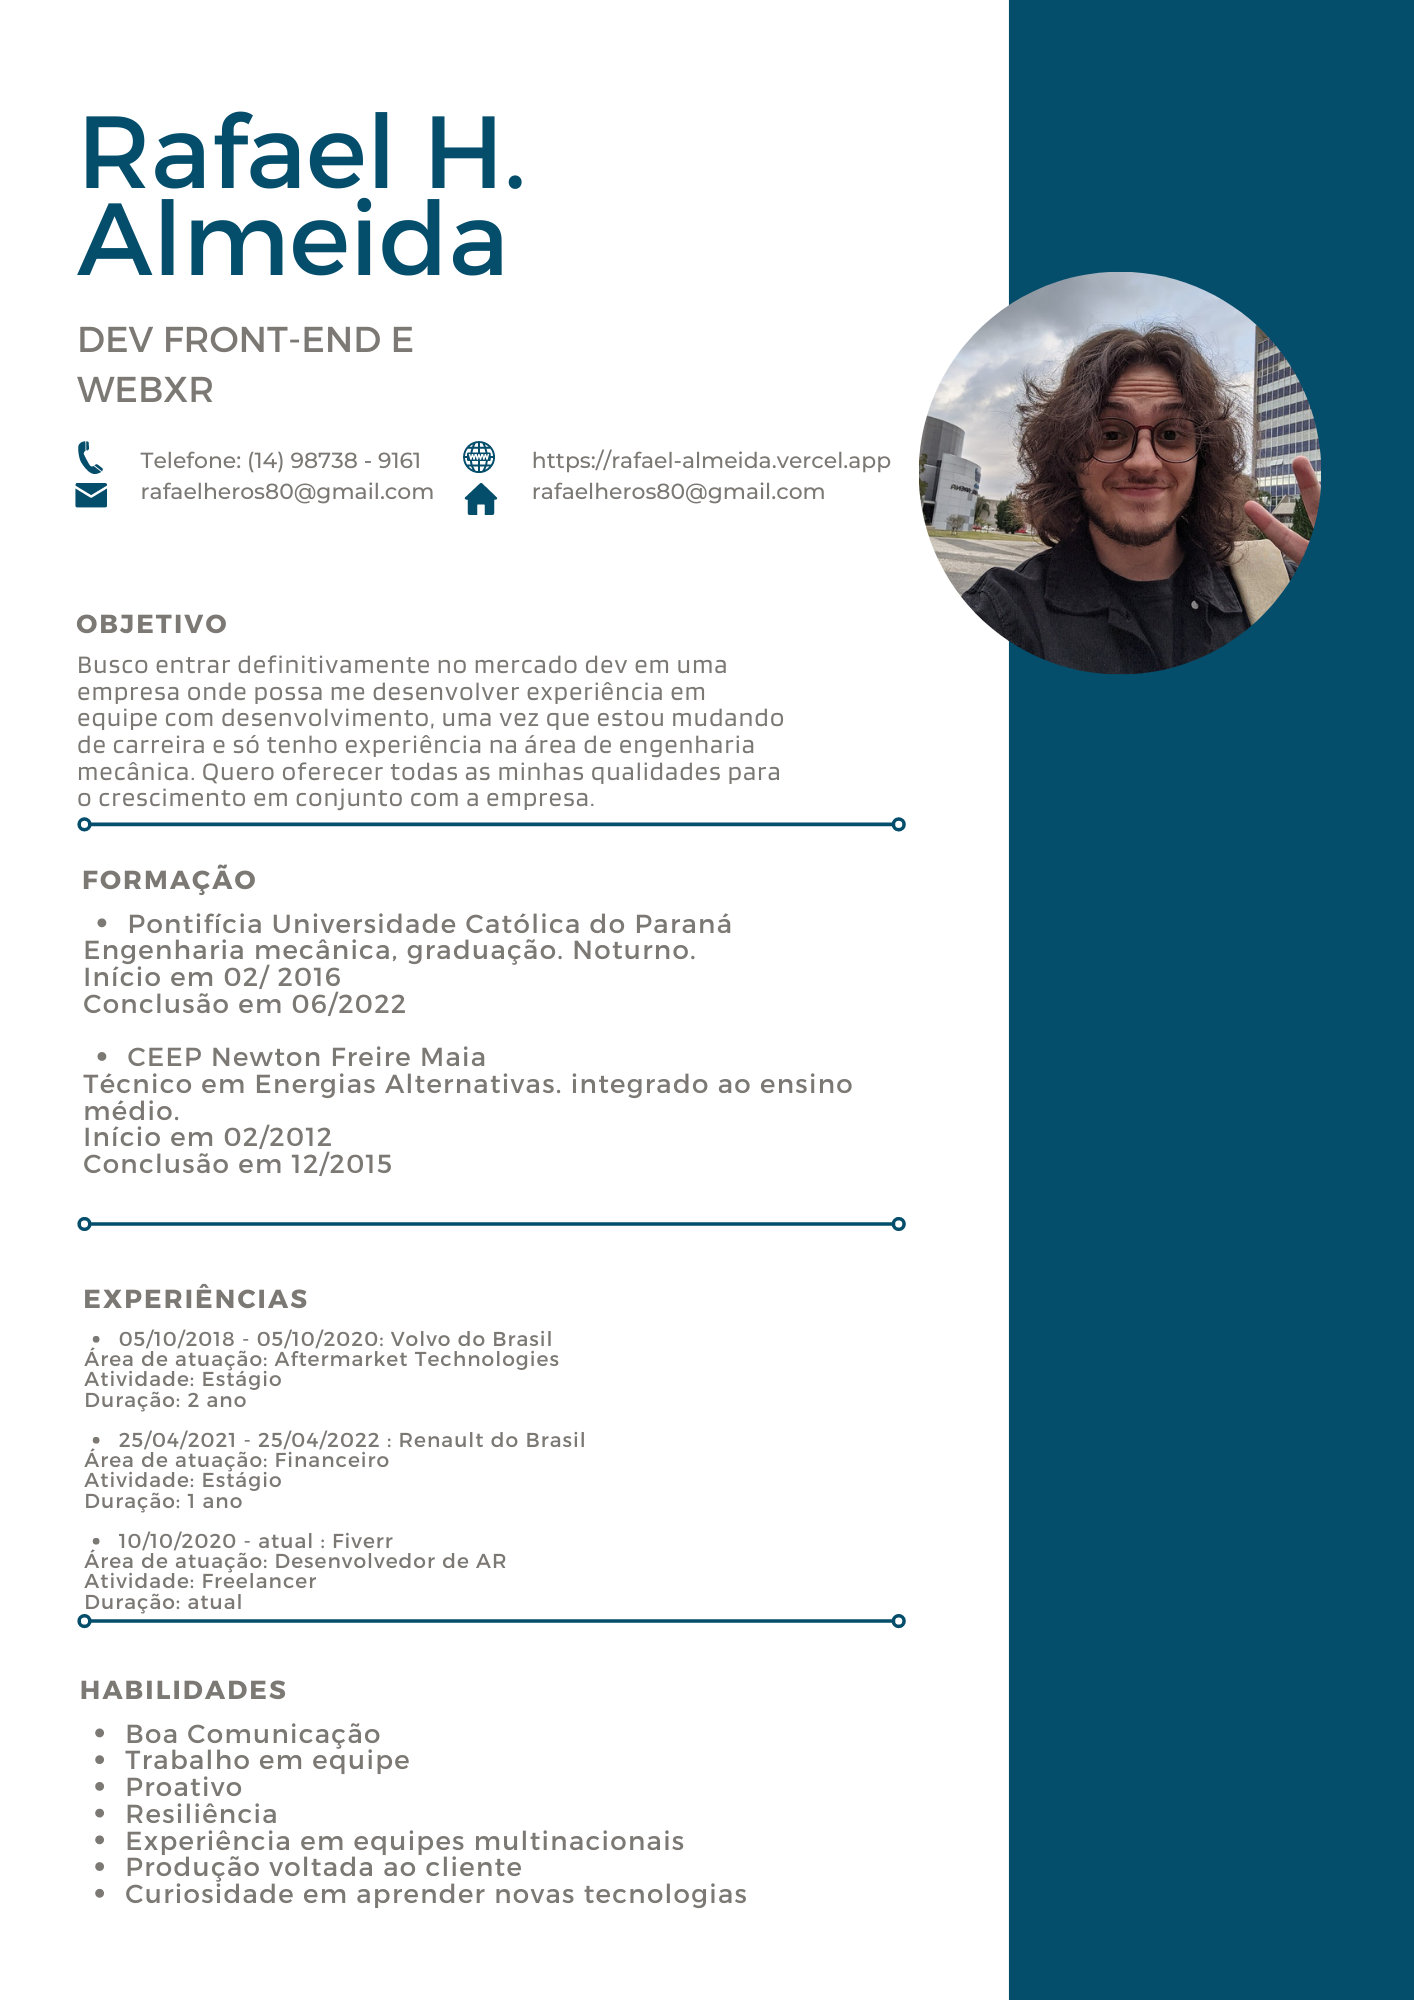 Rafael H.
Almeida
DEV FRONT-END E
WEBXR
Telefone: (14) 98738 - 9161
rafaelheros80@gmail.com
https://rafael-almeida.vercel.app
rafaelheros80@gmail.com
OBJETIVO
Busco entrar definitivamente no mercado dev em uma
empresa onde possa me desenvolver experiência em
equipe com desenvolvimento, uma vez que estou mudando
de carreira e só tenho experiência na área de engenharia
mecânica. Quero oferecer todas as minhas qualidades para
o crescimento em conjunto com a empresa.
FORMAÇÃO
• Pontifícia Universidade Católica do Paraná
Engenharia mecânica, graduação. Noturno.
Início em 02/ 2016
Conclusão em 06/2022
• CEEP Newton Freire Maia
Técnico em Energias Alternativas. integrado ao ensino
médio.
Início em 02/2012
Conclusão em 12/2015
EXPERIÊNCIAS
• 05/10/2018 - 05/10/2020: Volvo do Brasil
Área de atuação: Aftermarket Technologies
Atividade: Estágio
Duração: 2 ano
• 25/04/2021 - 25/04/2022 : Renault do Brasil
Área de atuação: Financeiro
Atividade: Estágio
Duração: 1 ano
• 10/10/2020 - atual : Fiverr
Área de atuação: Desenvolvedor de AR
Atividade: Freelancer
Duração: atual
HABILIDADES
• Boa Comunicação
• Trabalho em equipe
• Proativo
• Resiliência
• Experiência em equipes multinacionais
• Produção voltada ao cliente
• Curiosidade em aprender novas tecnologias